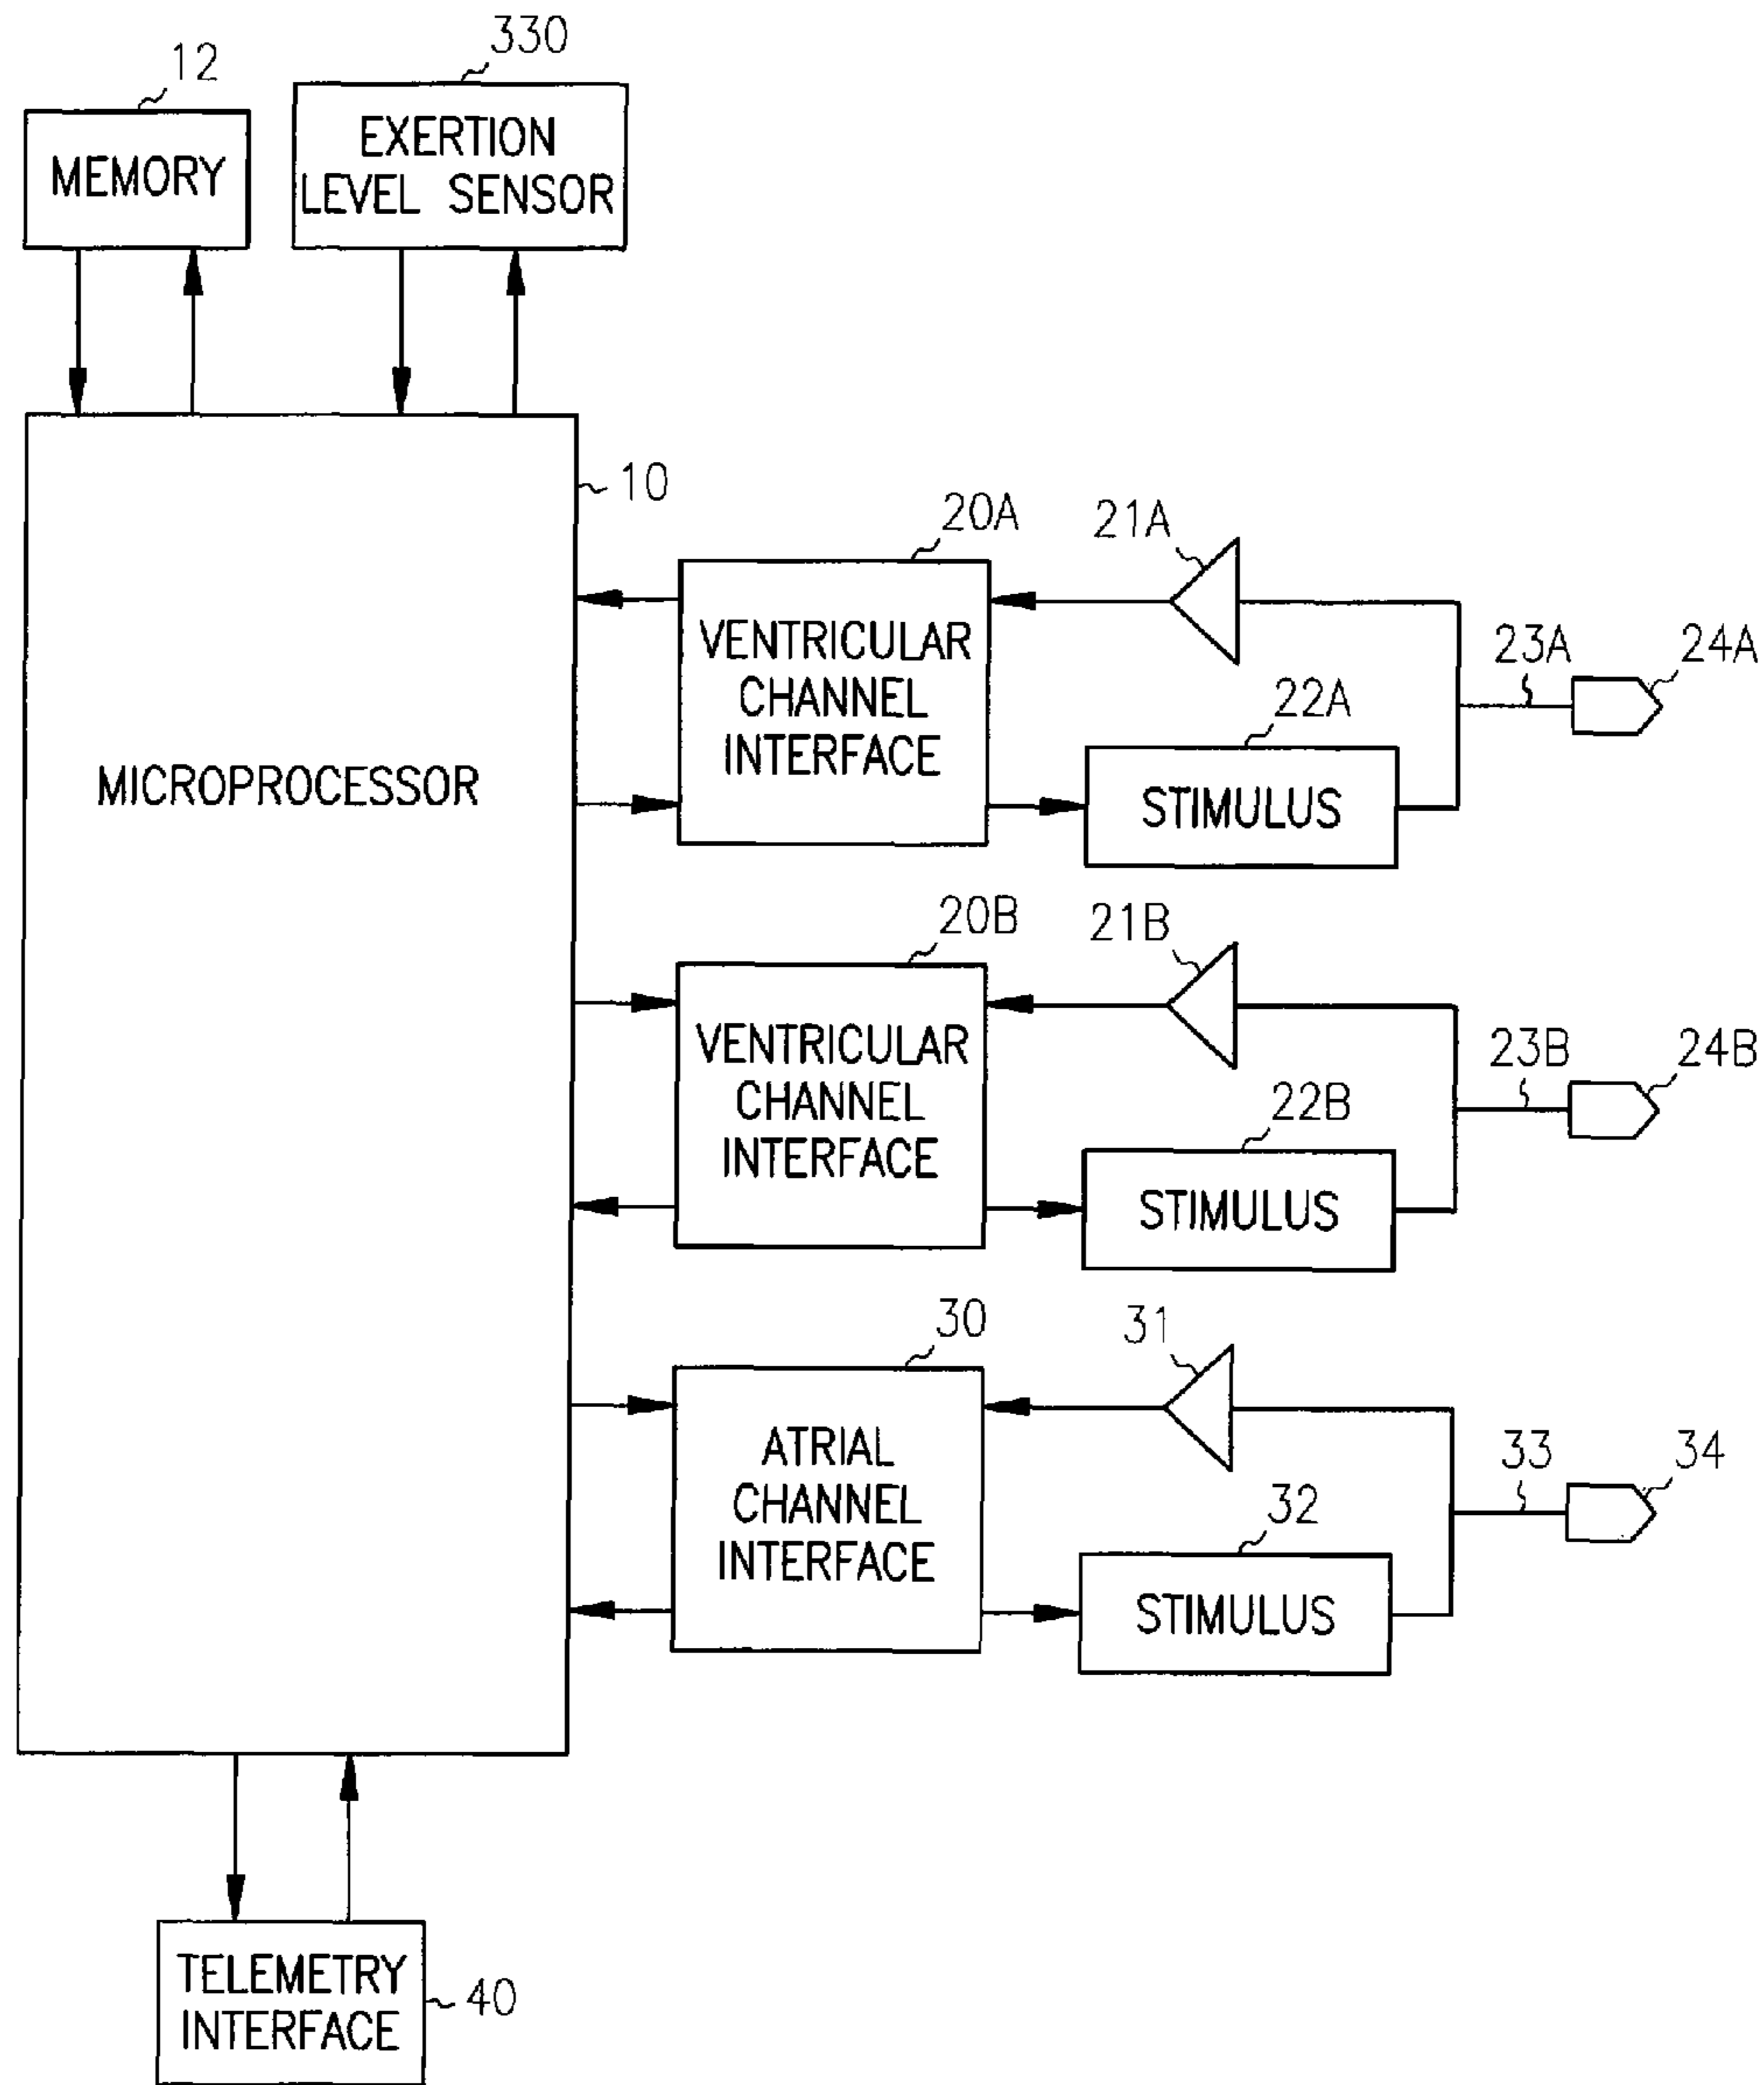 330
12
EXERTION
LEVEL SENSOR
MEMORY
10
20A
21A
VENTRICULAR
CHANNEL
INTERFACE
23A
24A
22A
STIMULUS
MICROPROCESSOR
20B
21B
VENTRICULAR
CHANNEL
INTERFACE
23B
24B
22B
STIMULUS
30
31
ATRIAL
CHANNEL
INTERFACE
33
34
32
STIMULUS
TELEMETRY
INTERFACE
40